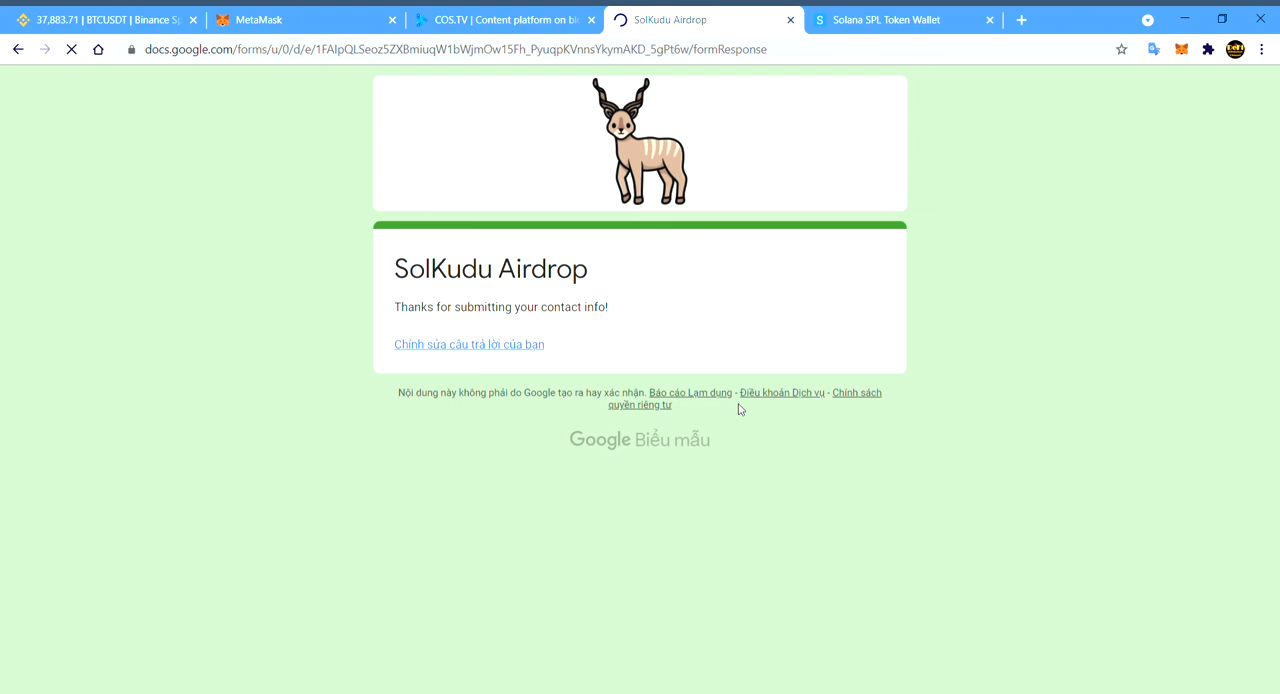 37,883.71 | BTCUSDT | Binance Sp
MetaMask
COS.TV | Content platform on blo
SolKudu Airdrop
Solana SPL Token Wallet
docs.google.com/forms/u/0/d/e/1FAIpQLSeoz5ZXBmiuqW1bWjmOw15Fh_PyuqpKVnnsYkymAKD_5gPt6w/formResponse
SolKudu Airdrop
Thanks for submitting your contact info!
Chỉnh sửa câu trả lời của bạn
Nội dung này không phải do Google tạo ra hay xác nhận. Báo cáo Lạm dụng - Điều khoản Dịch vụ - Chính sách
quyền riêng tư
Google Biểu mẫu